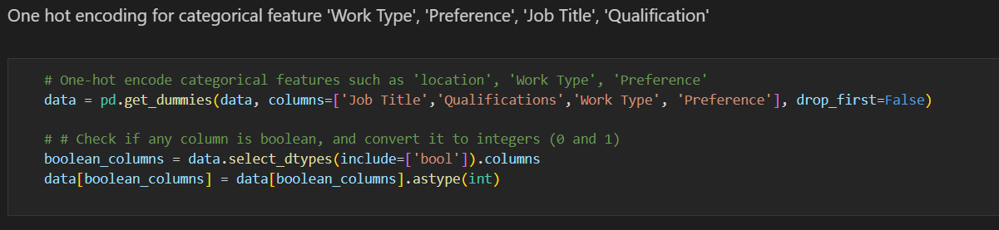 One hot encoding for categorical feature 'Work Type', 'Preference', 'Job Title', 'Qualification'
# One-hot encode categorical features such as 'location', 'Work Type', 'Preference'
data = pd.get_dummies(data, columns=['Job Title','Qualifications','Work Type', 'Preference'], drop_first=False)
# # Check if any column is boolean, and convert it to integers (0 and 1)
boolean_columns = data.select_dtypes(include=['bool']).columns
data[boolean_columns] = data[boolean_columns].astype(int)